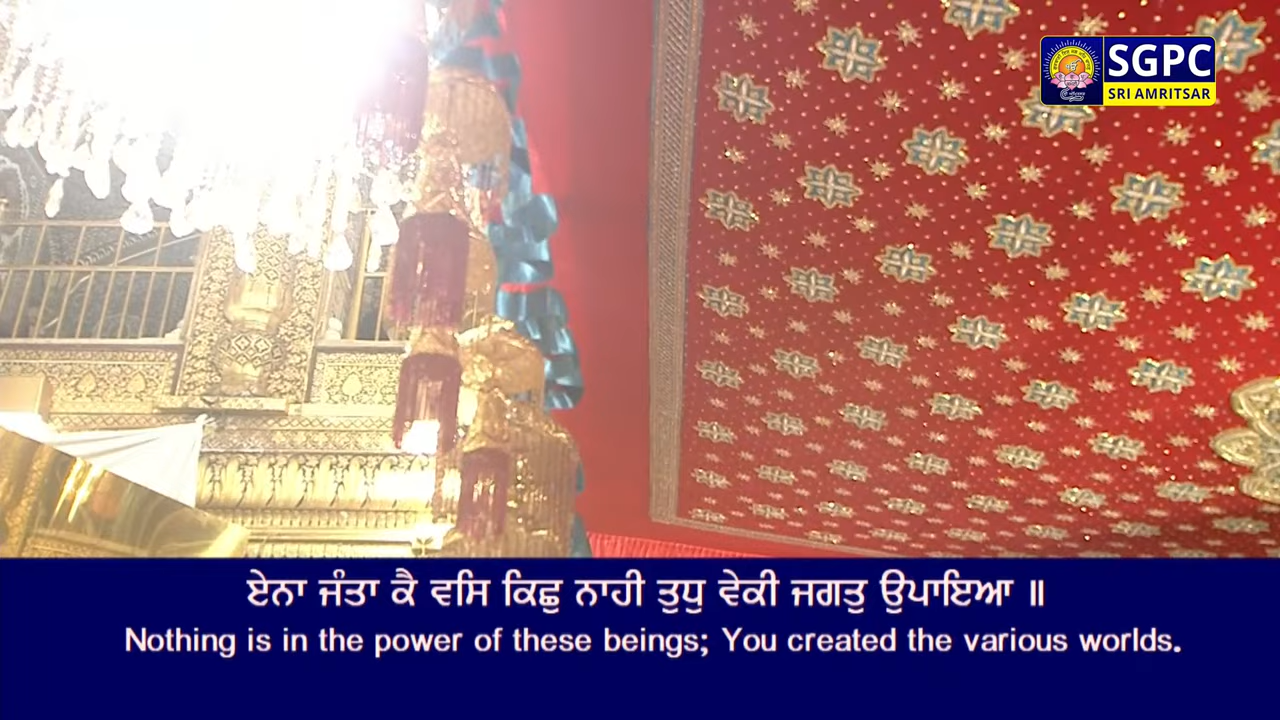 SGPC
SRI AMRITSAR
ਏਨਾ ਜੰਤਾ ਕੈ ਵਸਿ ਕਿਛੁ ਨਾਹੀ ਤੁਧੁ ਵੇਕੀ ਜਗਤੁ ਉਪਾਇਆ ॥
Nothing is in the power of these beings; You created the various worlds.